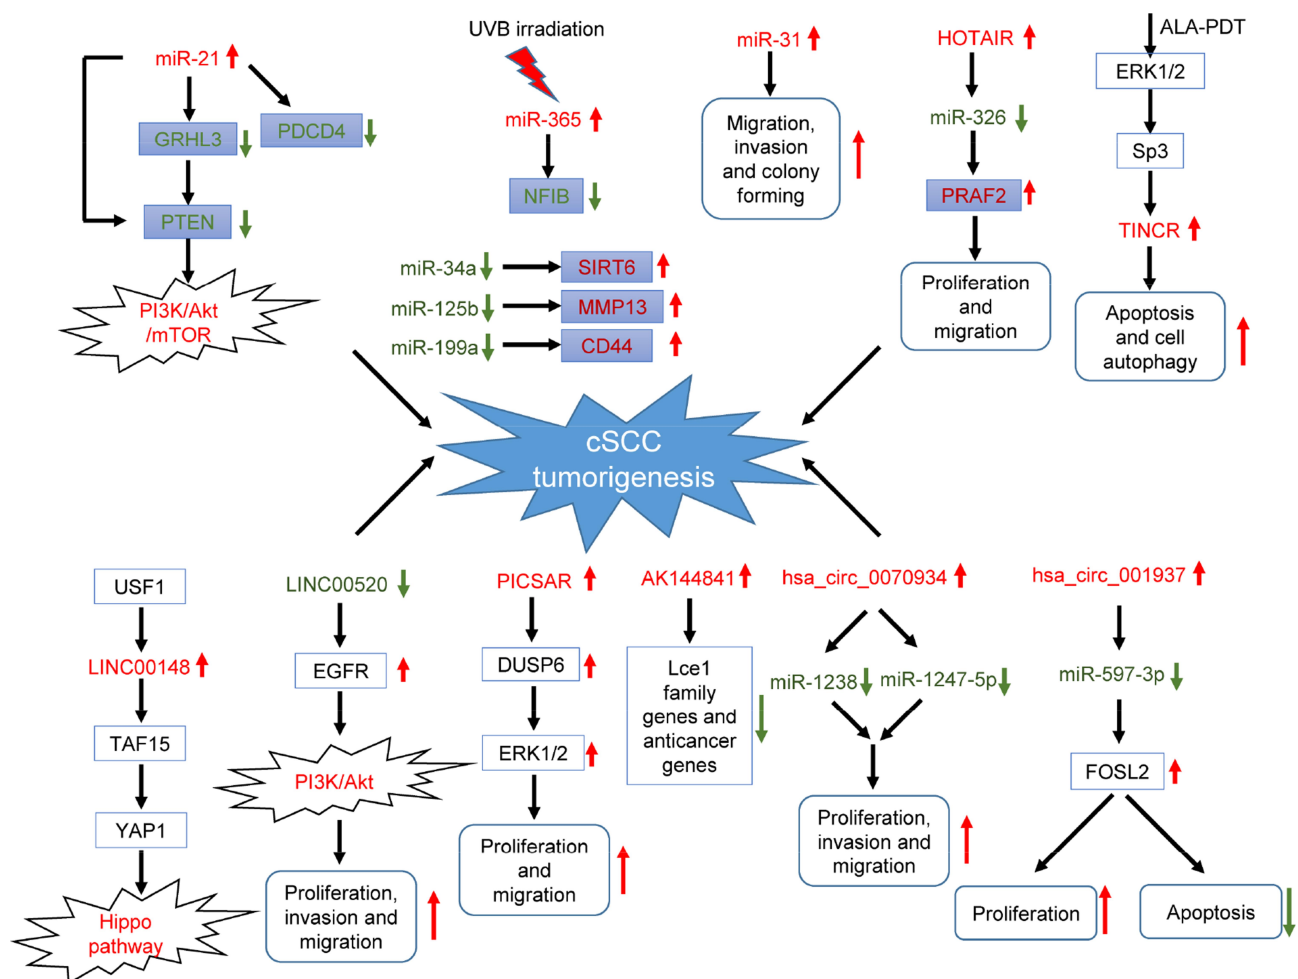 miR-21
GRHL3
PDCD4
PTEN
PI3K/Akt
/mTOR
UVB irradiation
miR-365
NFIB
miR-34a
SIRT6
miR-125b
MMP13
miR-199a
CD44
miR-31
Migration,
invasion
and colony
forming
HOTAIR
miR-326
PRAF2
Proliferation
and
migration
ALA-PDT
ERK1/2
Sp3
TINCR
Apoptosis
and cell
autophagy
cSCC
tumorigenesis
USF1
LINC00148
TAF15
YAP1
Hippo
pathway
LINC00520
EGFR
PI3K/Akt
Proliferation,
invasion and
migration
PICSAR
DUSP6
ERK1/2
Proliferation
and
migration
AK144841
Lce1
family
genes and
anticancer
genes
hsa_circ_0070934
miR-1238
miR-1247-5p
Proliferation,
invasion and
migration
hsa_circ_001937
miR-597-3p
FOSL2
Proliferation
Apoptosis